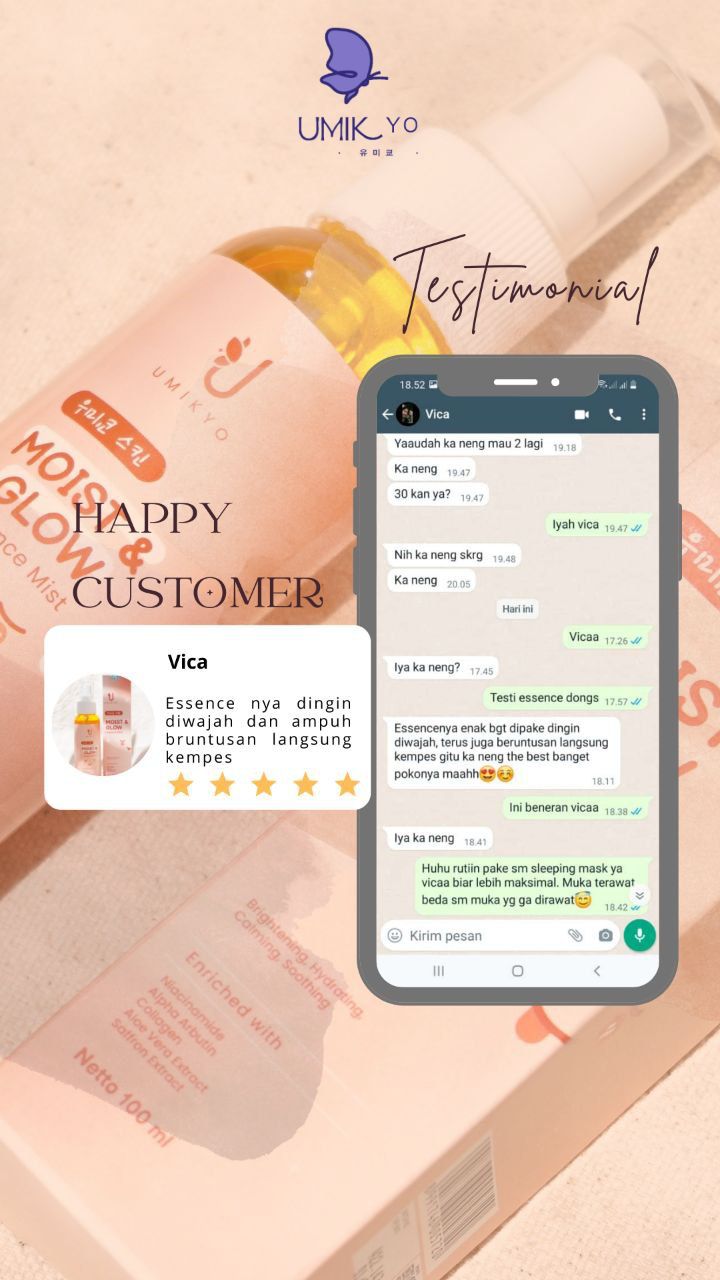 UMIKYO
· 유미쿄 ·
Testimonial
UMIKYO
우미쿄 스킨
MOIST &
GLOW
nce Mist
HAPPY
CUSTOMER
Vica
Essence nya dingin
diwajah dan ampuh
bruntusan langsung
kempes
MOIST &
GLOW
18.52
Vica
Yaaudah ka neng mau 2 lagi 19.18
Ka neng 19.47
30 kan ya? 19.47
Iyah vica 19.47
Nih ka neng skrg 19.48
Ka neng 20.05
Hari ini
Vicaa 17.26
Iya ka neng? 17.45
Testi essence dongs 17.57
Essencenya enak bgt dipake dingin
diwajah, terus juga beruntusan langsung
kempes gitu ka neng the best banget
pokonya maahh😍☺️ 18.11
Ini beneran vicaa 18.38
Iya ka neng 18.41
Huhu rutiin pake sm sleeping mask ya
vicaa biar lebih maksimal. Muka terawat
beda sm muka yg ga dirawat😅 18.42
Kirim pesan
Brightening, Hydrating,
Calming, Soothing
Enriched with
Niacinamide
Alpha Arbutin
Collagen
Aloe Vera Extract
Saffron Extract
Netto 100 ml